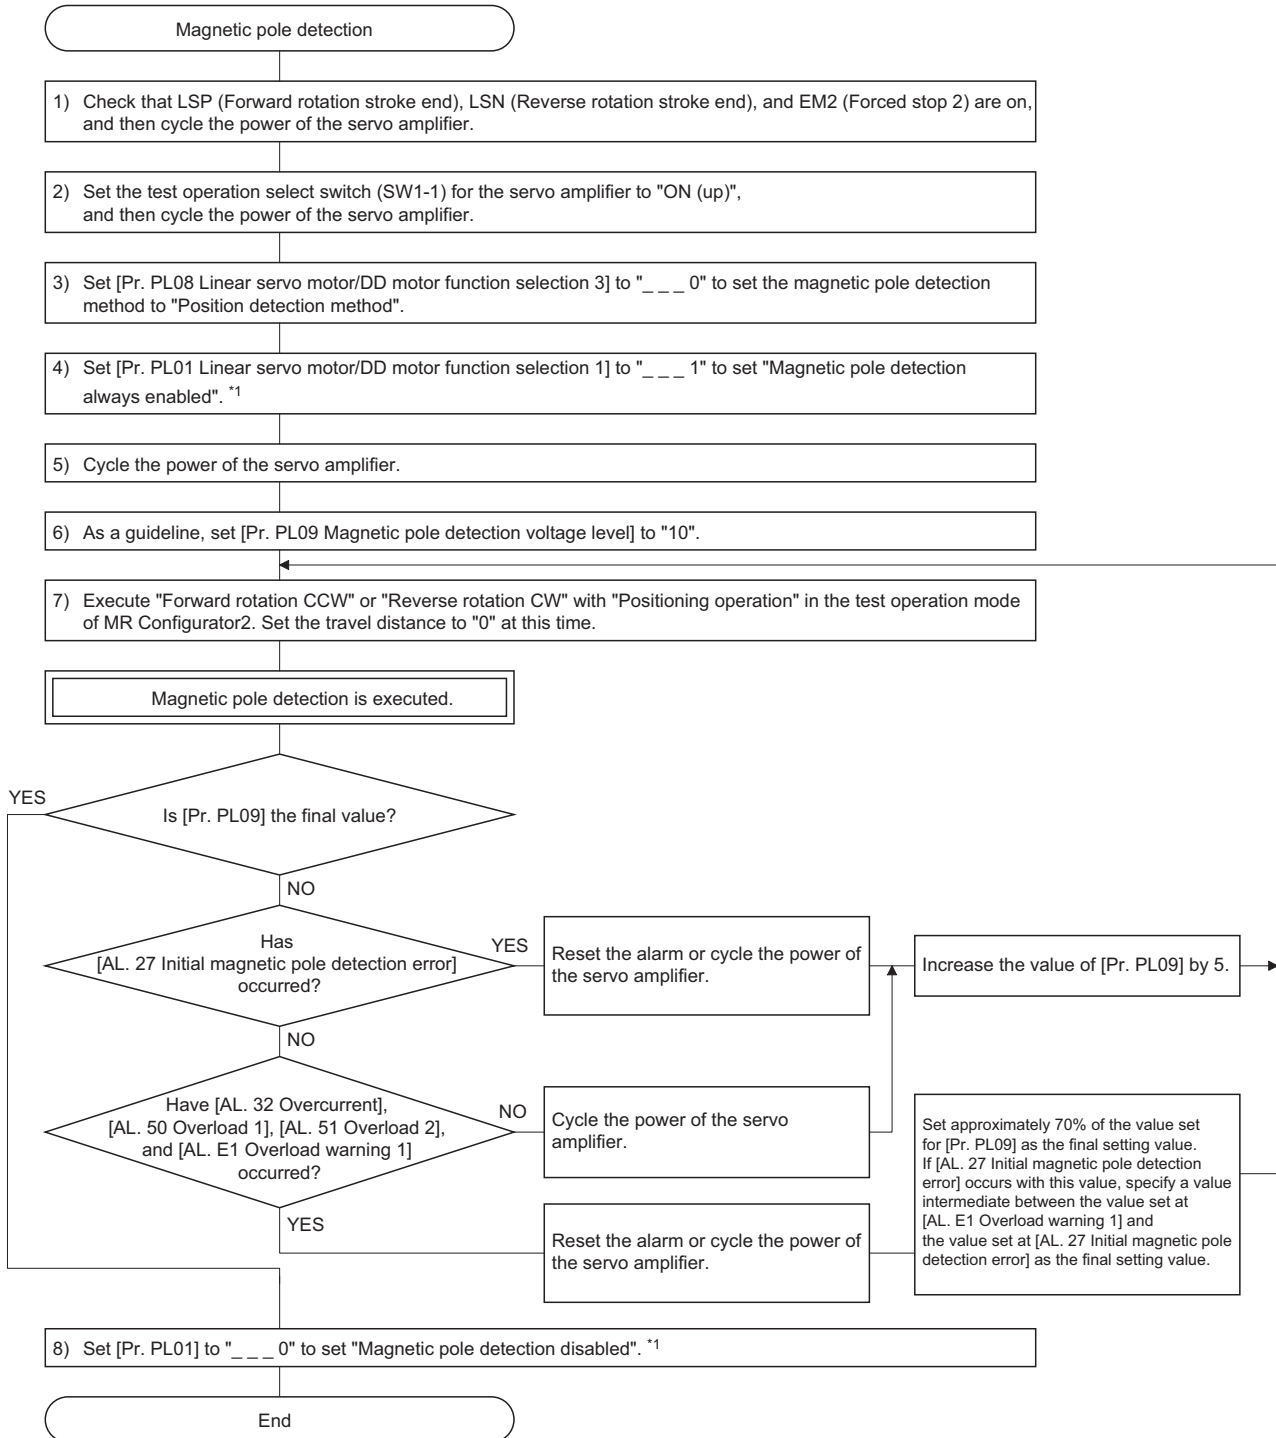 Magnetic pole detection
1) Check that LSP (Forward rotation stroke end), LSN (Reverse rotation stroke end), and EM2 (Forced stop 2) are on,
and then cycle the power of the servo amplifier.
2) Set the test operation select switch (SW1-1) for the servo amplifier to "ON (up)",
and then cycle the power of the servo amplifier.
3) Set [Pr. PL08 Linear servo motor/DD motor function selection 3] to "_ _ _ 0" to set the magnetic pole detection
method to "Position detection method".
4) Set [Pr. PL01 Linear servo motor/DD motor function selection 1] to "_ _ _ 1" to set "Magnetic pole detection
always enabled". *1
5) Cycle the power of the servo amplifier.
6) As a guideline, set [Pr. PL09 Magnetic pole detection voltage level] to "10".
7) Execute "Forward rotation CCW" or "Reverse rotation CW" with "Positioning operation" in the test operation mode
of MR Configurator2. Set the travel distance to "0" at this time.
Magnetic pole detection is executed.
YES
Is [Pr. PL09] the final value?
NO
Has
[AL. 27 Initial magnetic pole detection error]
occurred?
YES
Reset the alarm or cycle the power of
the servo amplifier.
Increase the value of [Pr. PL09] by 5.
NO
Have [AL. 32 Overcurrent],
[AL. 50 Overload 1], [AL. 51 Overload 2],
and [AL. E1 Overload warning 1]
occurred?
NO
Cycle the power of the servo
amplifier.
YES
Reset the alarm or cycle the power of
the servo amplifier.
Set approximately 70% of the value set
for [Pr. PL09] as the final setting value.
If [AL. 27 Initial magnetic pole detection
error] occurs with this value, specify a value
intermediate between the value set at
[AL. E1 Overload warning 1] and
the value set at [AL. 27 Initial magnetic pole
detection error] as the final setting value.
8) Set [Pr. PL01] to "_ _ _ 0" to set "Magnetic pole detection disabled". *1
End